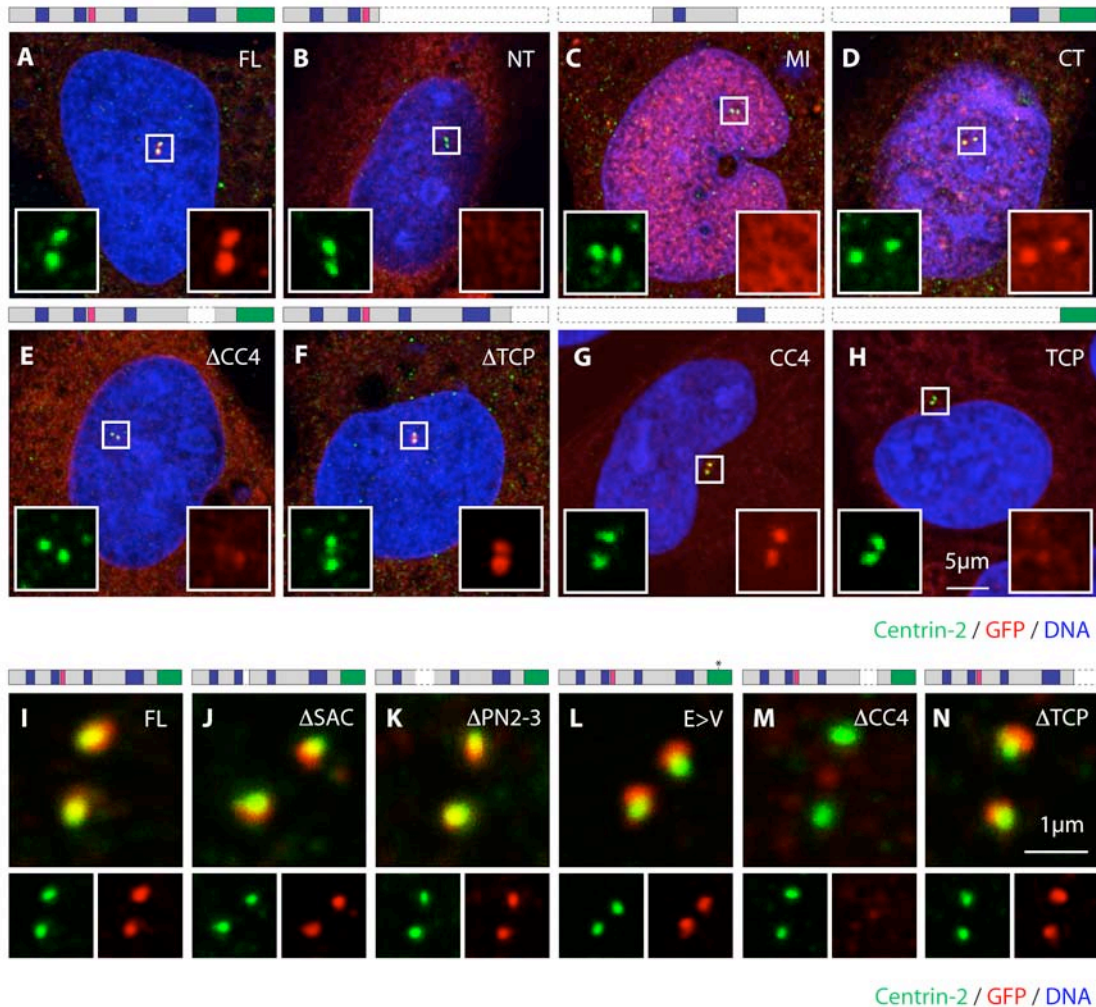 A FL
B NT
C MI
D CT
E ΔCC4
F ΔTCP
G CC4
H TCP
5μm
Centrin-2 / GFP / DNA
*
I FL
J ΔSAC
K ΔPN2-3
L E>V
M ΔCC4
N ΔTCP
1μm
Centrin-2 / GFP / DNA